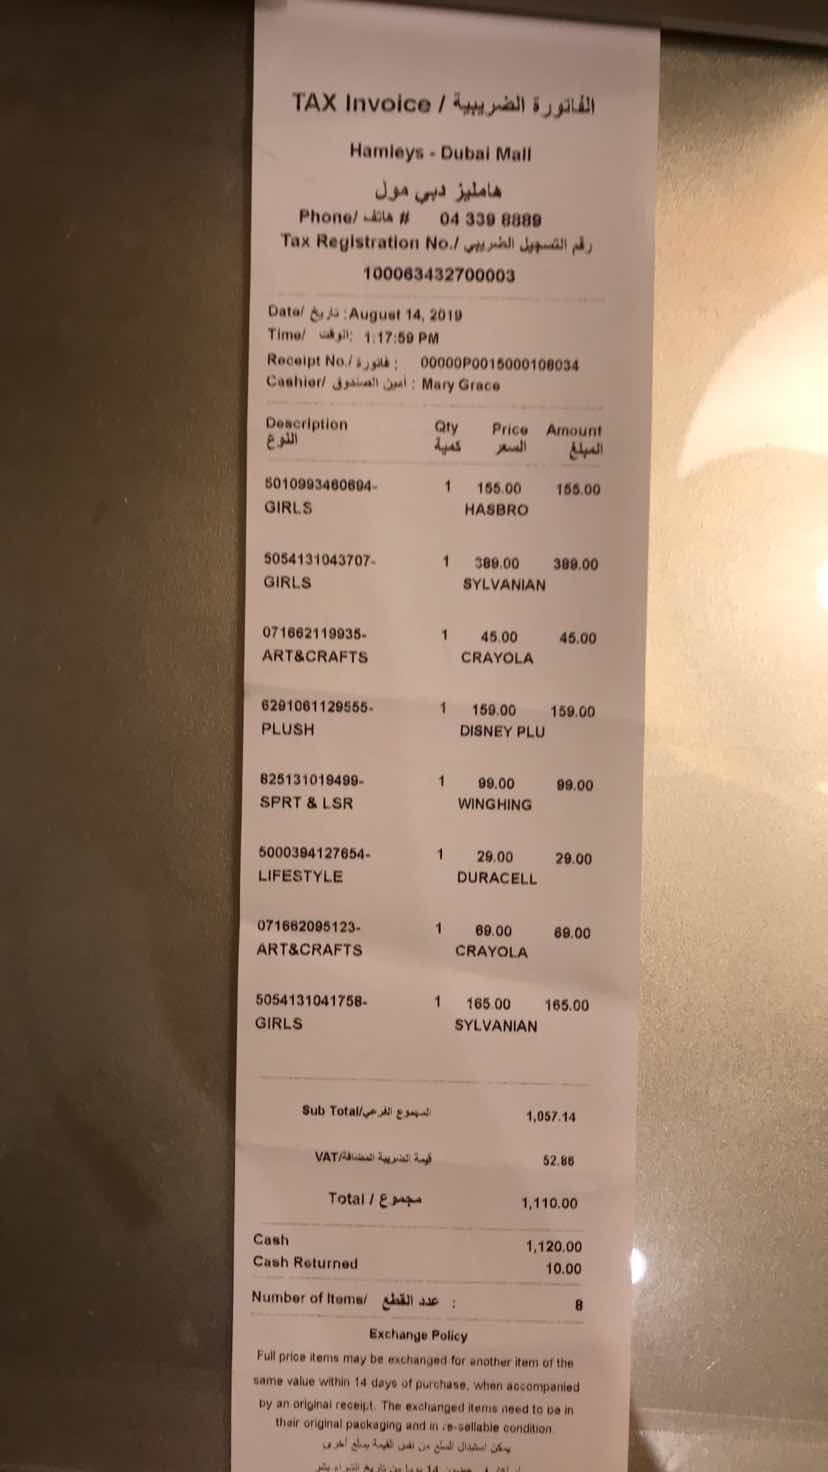 TAX Invoice / الفاتورة الضريبية
Hamleys - Dubai Mall
هامليز دبي مول
Phone/ هاتف # 04 339 8889
Tax Registration No./ رقم التسجيل الضريبي
100063432700003
Date/ تاريخ : August 14, 2019
Time/ الوقت: 1:17:59 PM
Receipt No./ فاتورة : 00000P0015000108034
Cashier/ أمين الصندوق : Mary Grace
Description Qty Price Amount
النوع كمية السعر المبلغ
5010993460694- 1 155.00 155.00
GIRLS HASBRO
5054131043707- 1 389.00 389.00
GIRLS SYLVANIAN
071662119935- 1 45.00 45.00
ART&CRAFTS CRAYOLA
6291061129555- 1 159.00 159.00
PLUSH DISNEY PLU
825131019499- 1 99.00 99.00
SPRT & LSR WINGHING
5000394127654- 1 29.00 29.00
LIFESTYLE DURACELL
071662095123- 1 69.00 69.00
ART&CRAFTS CRAYOLA
5054131041758- 1 165.00 165.00
GIRLS SYLVANIAN
Sub Total/المجموع الفرعي 1,057.14
VAT/قيمة الضريبة المضافة 52.86
Total / مجموع 1,110.00
Cash 1,120.00
Cash Returned 10.00
Number of Items/ عدد القطع : 8
Exchange Policy
Full price items may be exchanged for another item of the
same value within 14 days of purchase, when accompanied
by an original receipt. The exchanged items need to be in
their original packaging and in re-sellable condition.
يمكن استبدال السلع من نفس القيمة بسلع أخرى